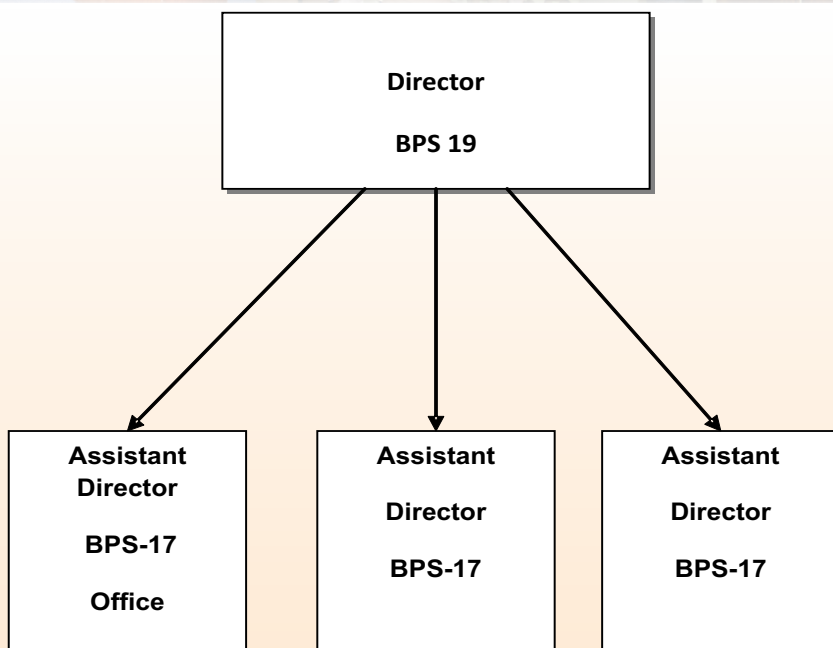 Director
BPS 19
Assistant
Director
BPS-17
Office
Assistant
Director
BPS-17
Assistant
Director
BPS-17